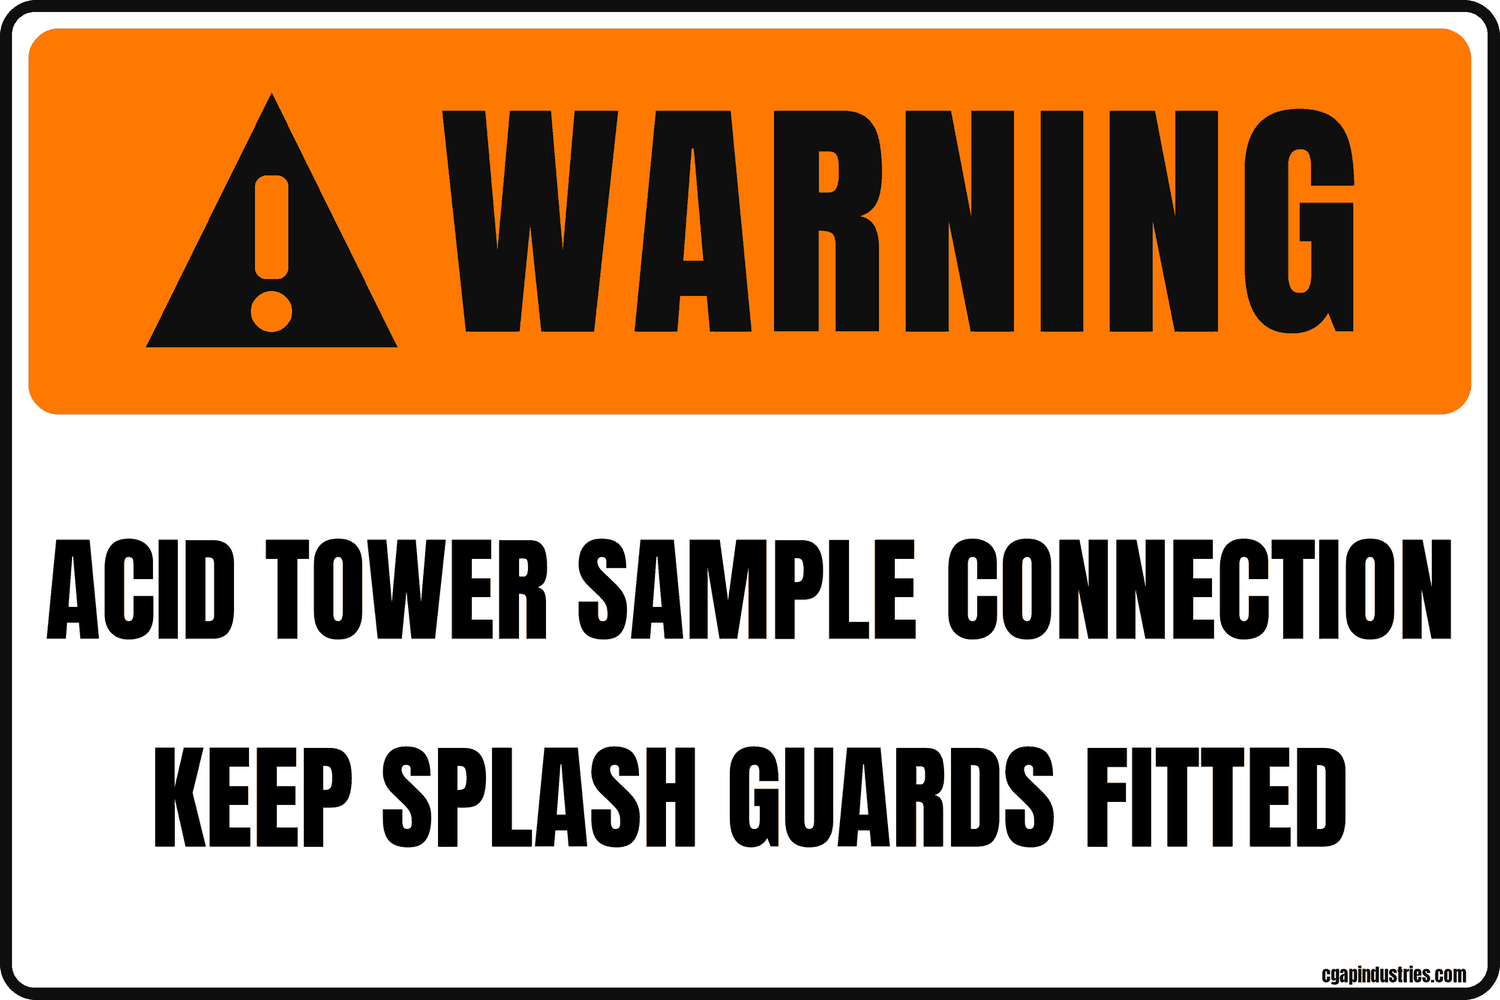 WARNING
ACID TOWER SAMPLE CONNECTION
KEEP SPLASH GUARDS FITTED
cgapindustries.com